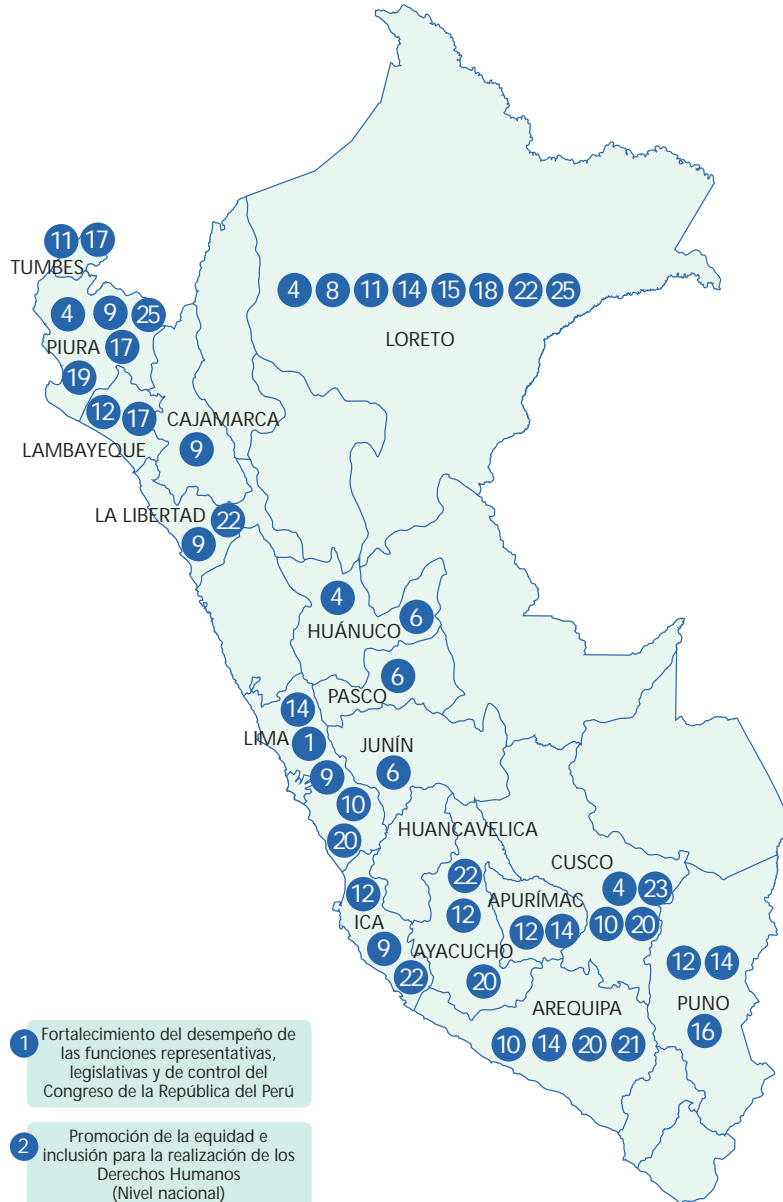 11 17
TUMBES
4 9 25
PIURA 17
19
4 8 11 14 15 18 22 25
LORETO
12 17
CAJAMARCA
LAMBAYEQUE
9
LA LIBERTAD 22
9
4
HUÁNUCO 6
6
PASCO
14
LIMA 1
JUNÍN
9 6
10
HUANCAVELICA
20
CUSCO
22 4 23
12 APURÍMAC
12 12 14 10 20
ICA
9 AYACUCHO
22 20
12 14
AREQUIPA PUNO
10 14 20 21 16
1 Fortalecimiento del desempeño de
las funciones representativas,
legislativas y de control del
Congreso de la República del Perú
2 Promoción de la equidad e
inclusión para la realización de los
Derechos Humanos
(Nivel nacional)